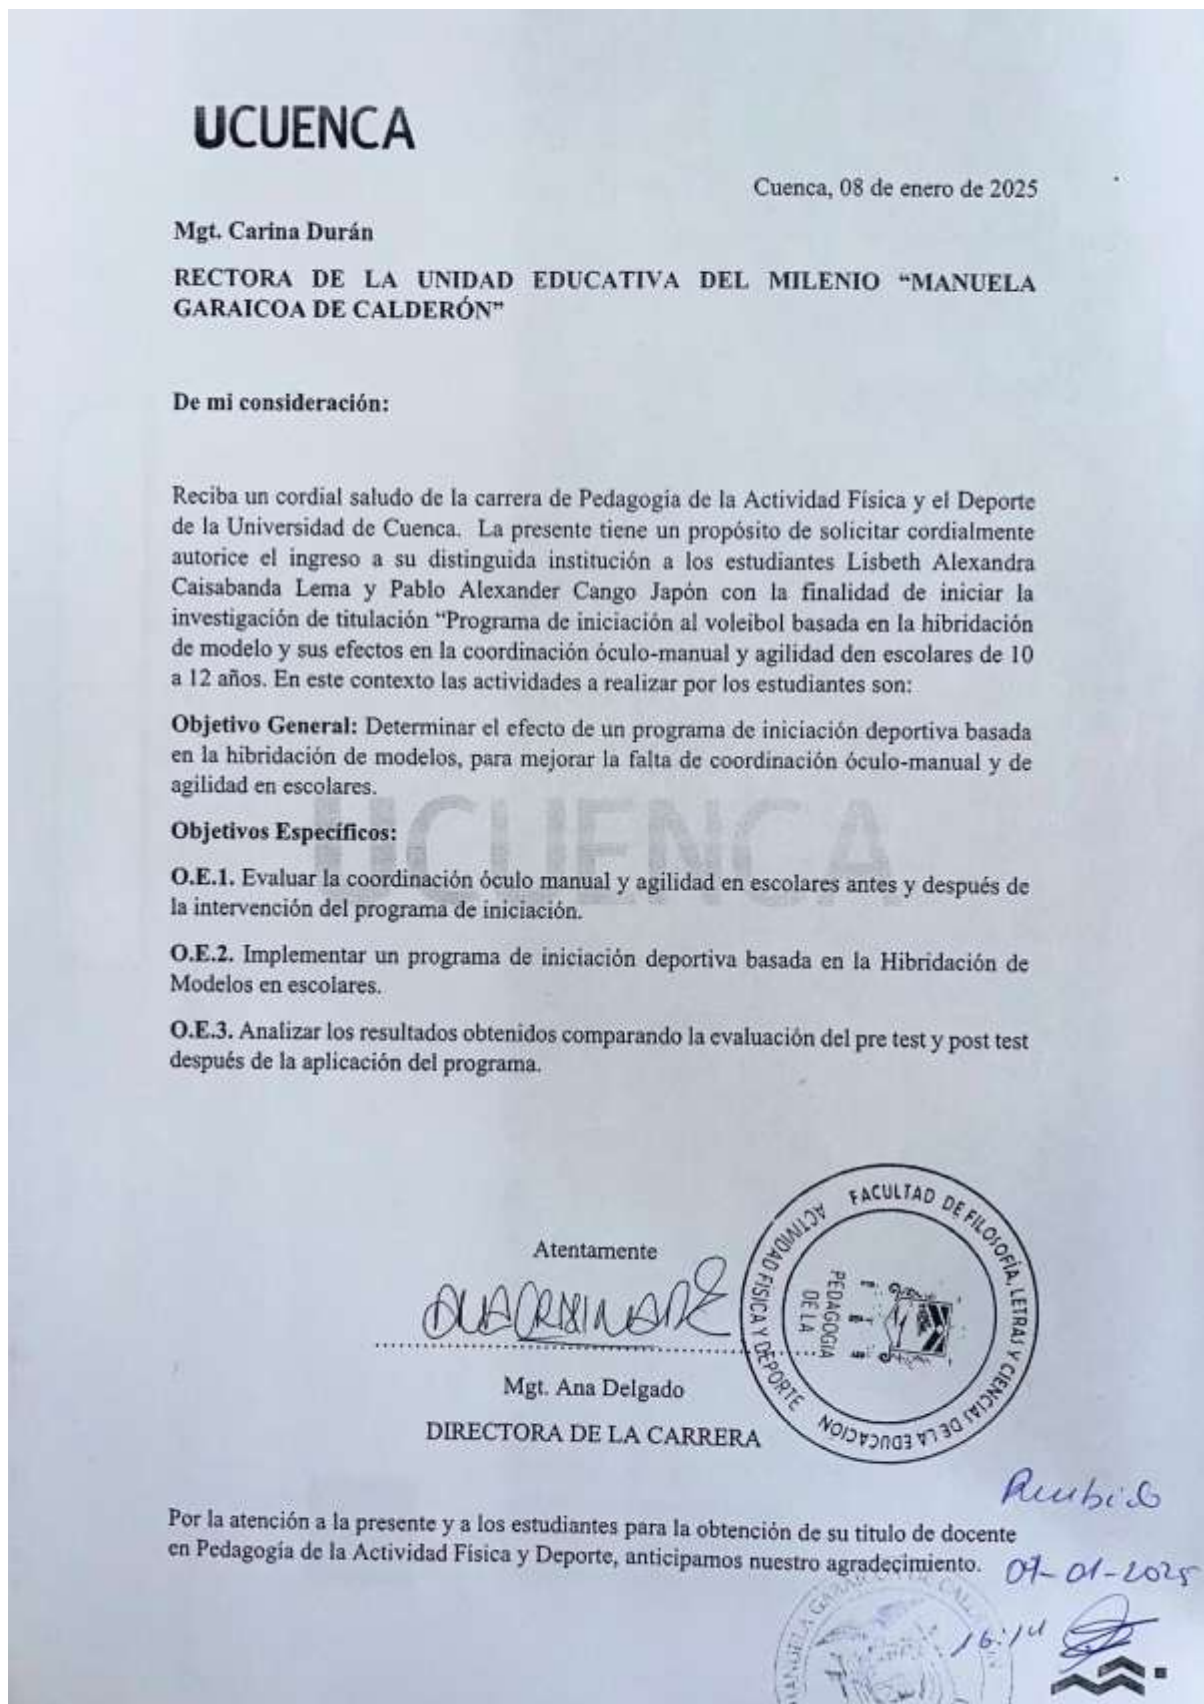 UCUENCA
Cuenca, 08 de enero de 2025
Mgt. Carina Durán
RECTORA DE LA UNIDAD EDUCATIVA DEL MILENIO “MANUELA
GARAICOA DE CALDERÓN”
De mi consideración:
Reciba un cordial saludo de la carrera de Pedagogía de la Actividad Física y el Deporte
de la Universidad de Cuenca. La presente tiene un propósito de solicitar cordialmente
autorice el ingreso a su distinguida institución a los estudiantes Lisbeth Alexandra
Caisabanda Lema y Pablo Alexander Cango Japón con la finalidad de iniciar la
investigación de titulación “Programa de iniciación al voleibol basada en la hibridación
de modelo y sus efectos en la coordinación óculo-manual y agilidad den escolares de 10
a 12 años. En este contexto las actividades a realizar por los estudiantes son:
Objetivo General: Determinar el efecto de un programa de iniciación deportiva basada
en la hibridación de modelos, para mejorar la falta de coordinación óculo-manual y de
agilidad en escolares.
UCUENCA
Objetivos Específicos:
O.E.1. Evaluar la coordinación óculo manual y agilidad en escolares antes y después de
la intervención del programa de iniciación.
O.E.2. Implementar un programa de iniciación deportiva basada en la Hibridación de
Modelos en escolares.
O.E.3. Analizar los resultados obtenidos comparando la evaluación del pre test y post test
después de la aplicación del programa.
Atentamente
Mgt. Ana Delgado
DIRECTORA DE LA CARRERA
FACULTAD DE FILOSOFÍA, LETRAS Y CIENCIAS DE LA EDUCACION
PEDAGOGIA
DE LA
ACTIVIDAD FISICA Y DEPORTE
Recibido
Por la atención a la presente y a los estudiantes para la obtención de su titulo de docente
en Pedagogía de la Actividad Física y Deporte, anticipamos nuestro agradecimiento.
07-01-2025
16:14